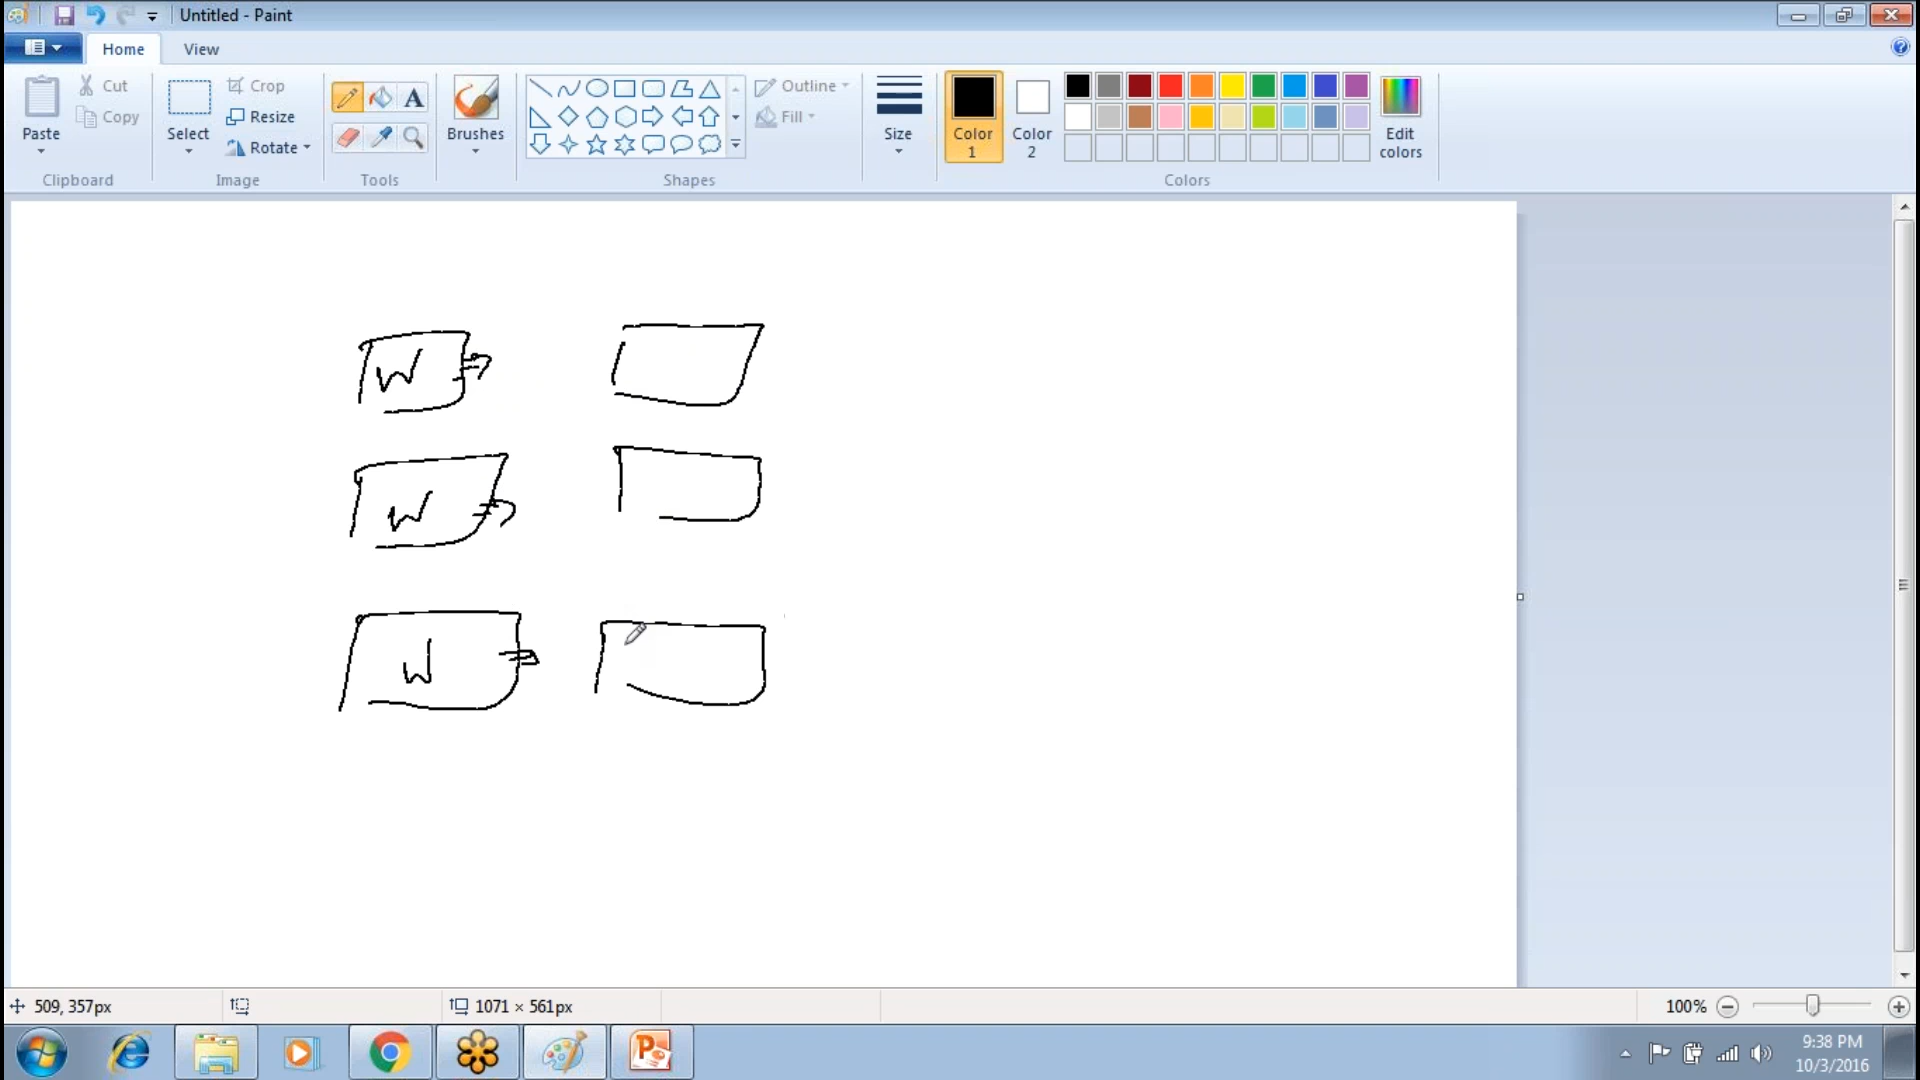 Untitled - Paint
Home View
Paste
Cut
Copy
Clipboard
Select
Crop
Resize
Rotate
Image
Tools
A
Brushes
Shapes
Outline
Fill
Size
Color 1
Color 2
Edit colors
Colors
W
W
W
509, 357px
1071 × 561px
100%
9:38 PM
10/3/2016